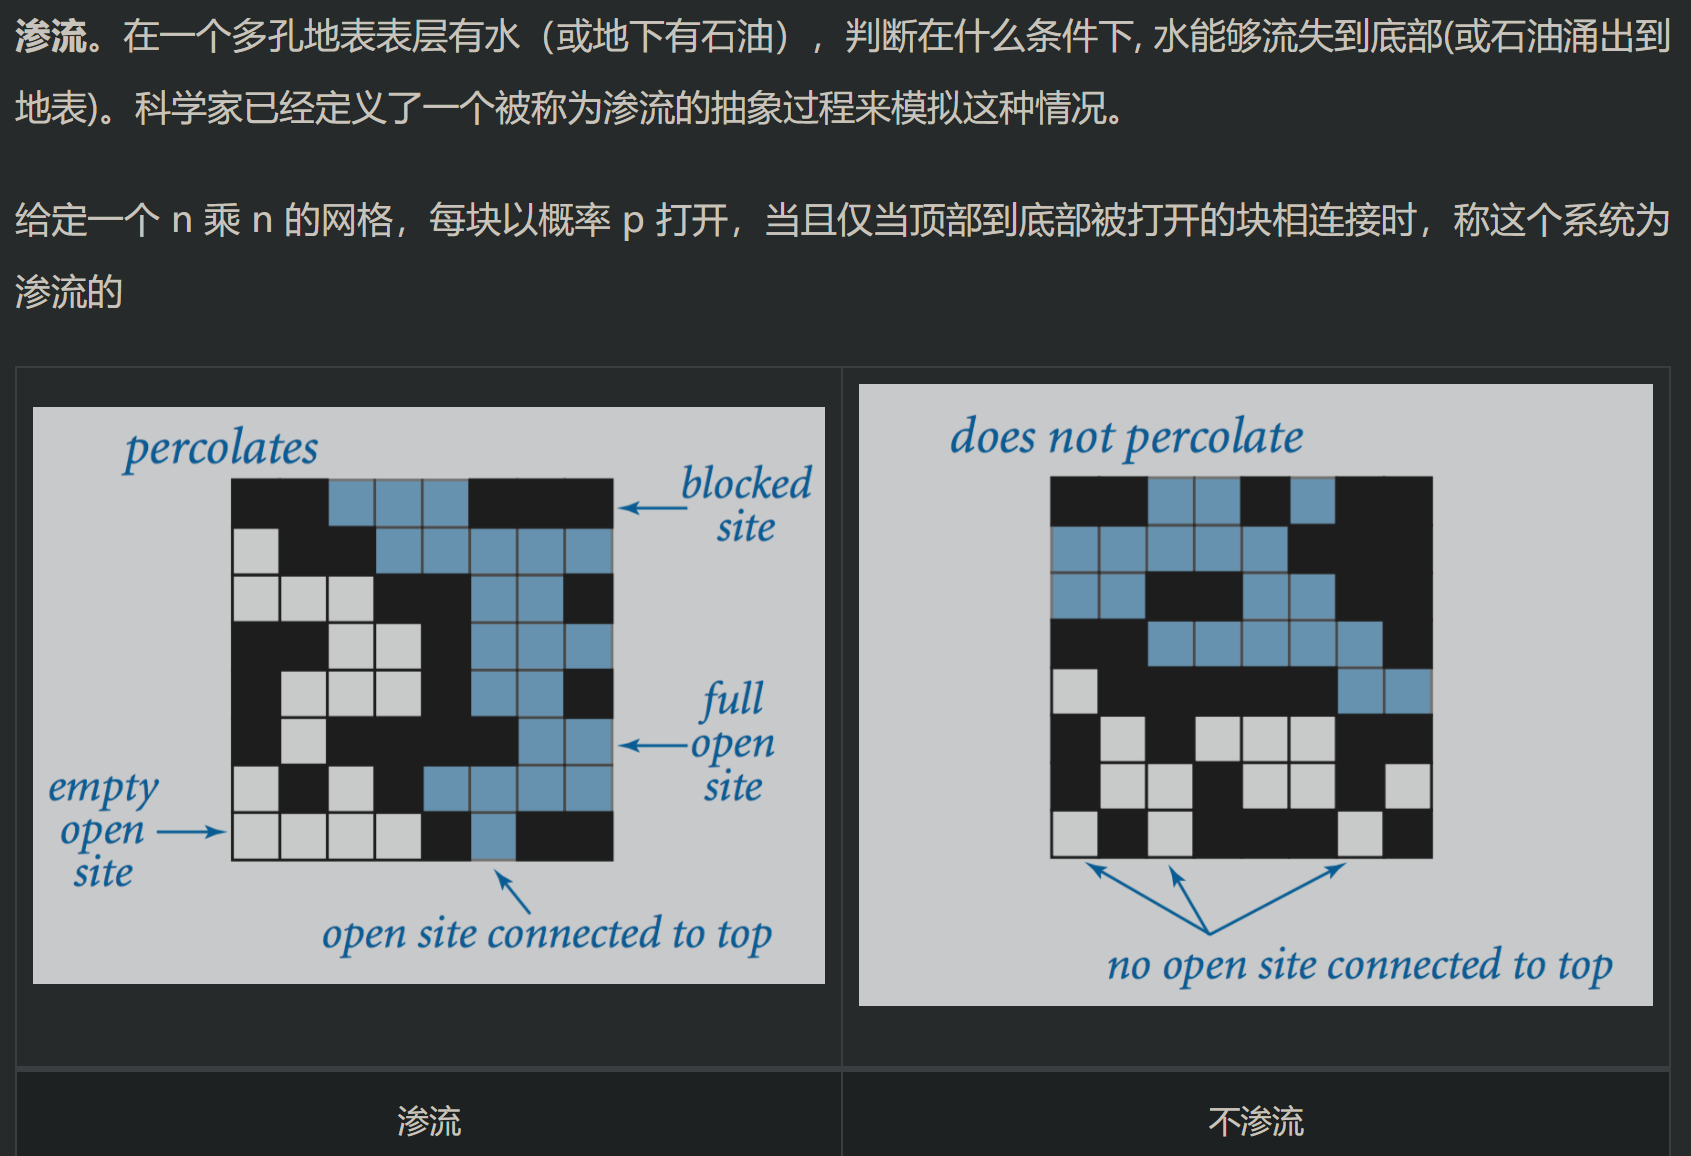 渗流。在一个多孔地表表层有水（或地下有石油），判断在什么条件下, 水能够流失到底部(或石油涌出到
地表)。科学家已经定义了一个被称为渗流的抽象过程来模拟这种情况。
给定一个 n 乘 n 的网格，每块以概率 p 打开，当且仅当顶部到底部被打开的块相连接时，称这个系统为
渗流的
percolates
blocked
site
full
open
site
empty
open
site
open site connected to top
does not percolate
no open site connected to top
渗流
不渗流